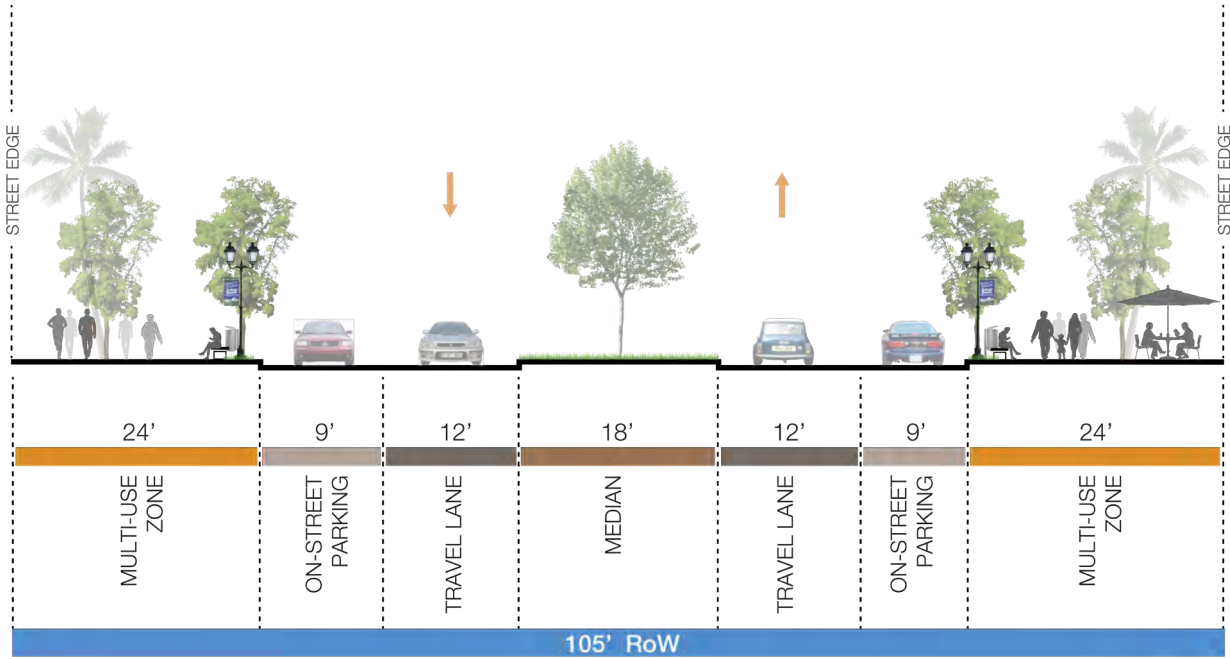 STREET EDGE
STREET EDGE
24’
9’
12’
18’
12’
9’
24’
MULTI-USE
ZONE
ON-STREET
PARKING
TRAVEL LANE
MEDIAN
TRAVEL LANE
ON-STREET
PARKING
MULTI-USE
ZONE
105’ RoW